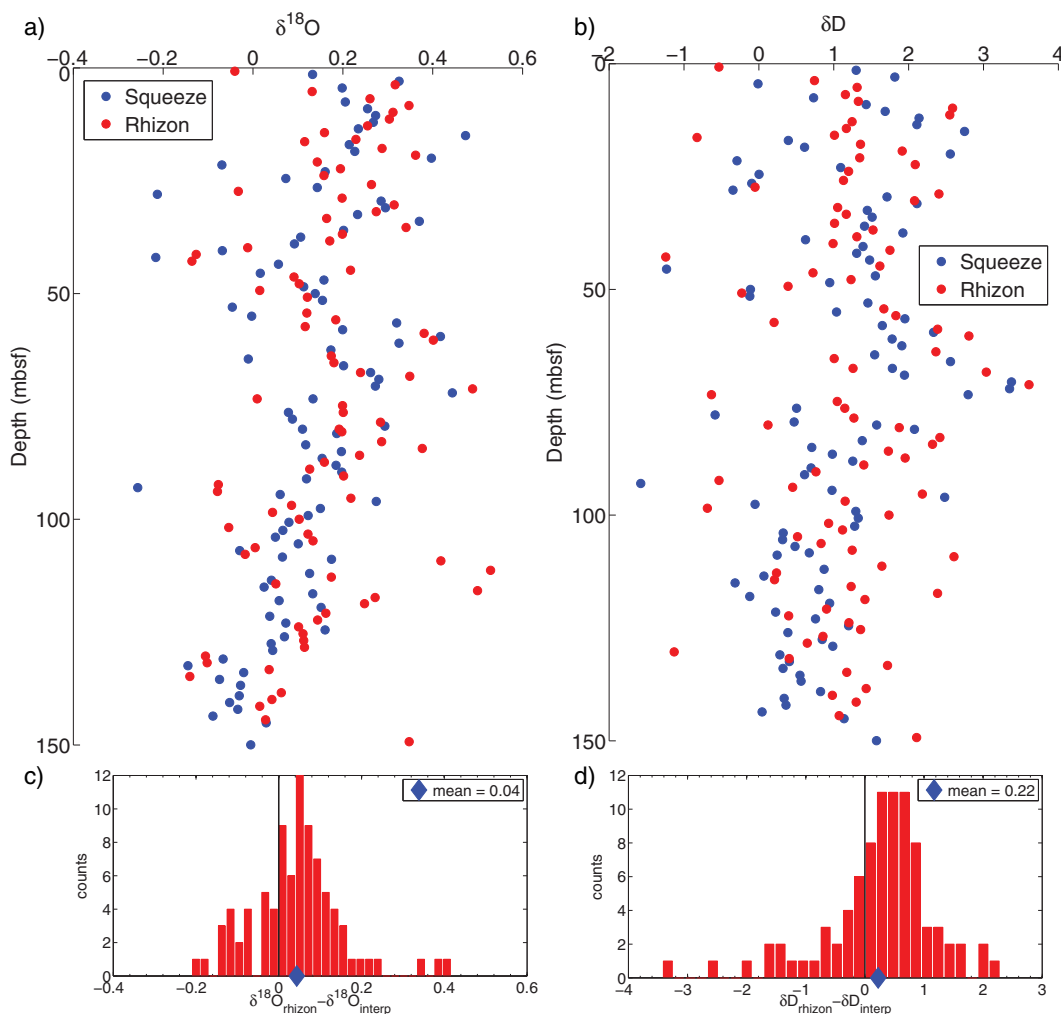 a)
δ¹⁸O
−0.4 −0.2 0 0.2 0.4 0.6
0
50
100
150
Depth (mbsf)
Squeeze
Rhizon
b)
δD
−2 −1 0 1 2 3 4
0
50
100
150
Depth (mbsf)
Squeeze
Rhizon
c)
12
10
8
6
4
2
0
counts
mean = 0.04
−0.4 −0.2 0 0.2 0.4 0.6
δ¹⁸O_rhizon−δ¹⁸O_interp
d)
12
10
8
6
4
2
0
counts
mean = 0.22
−4 −3 −2 −1 0 1 2 3
δD_rhizon−δD_interp